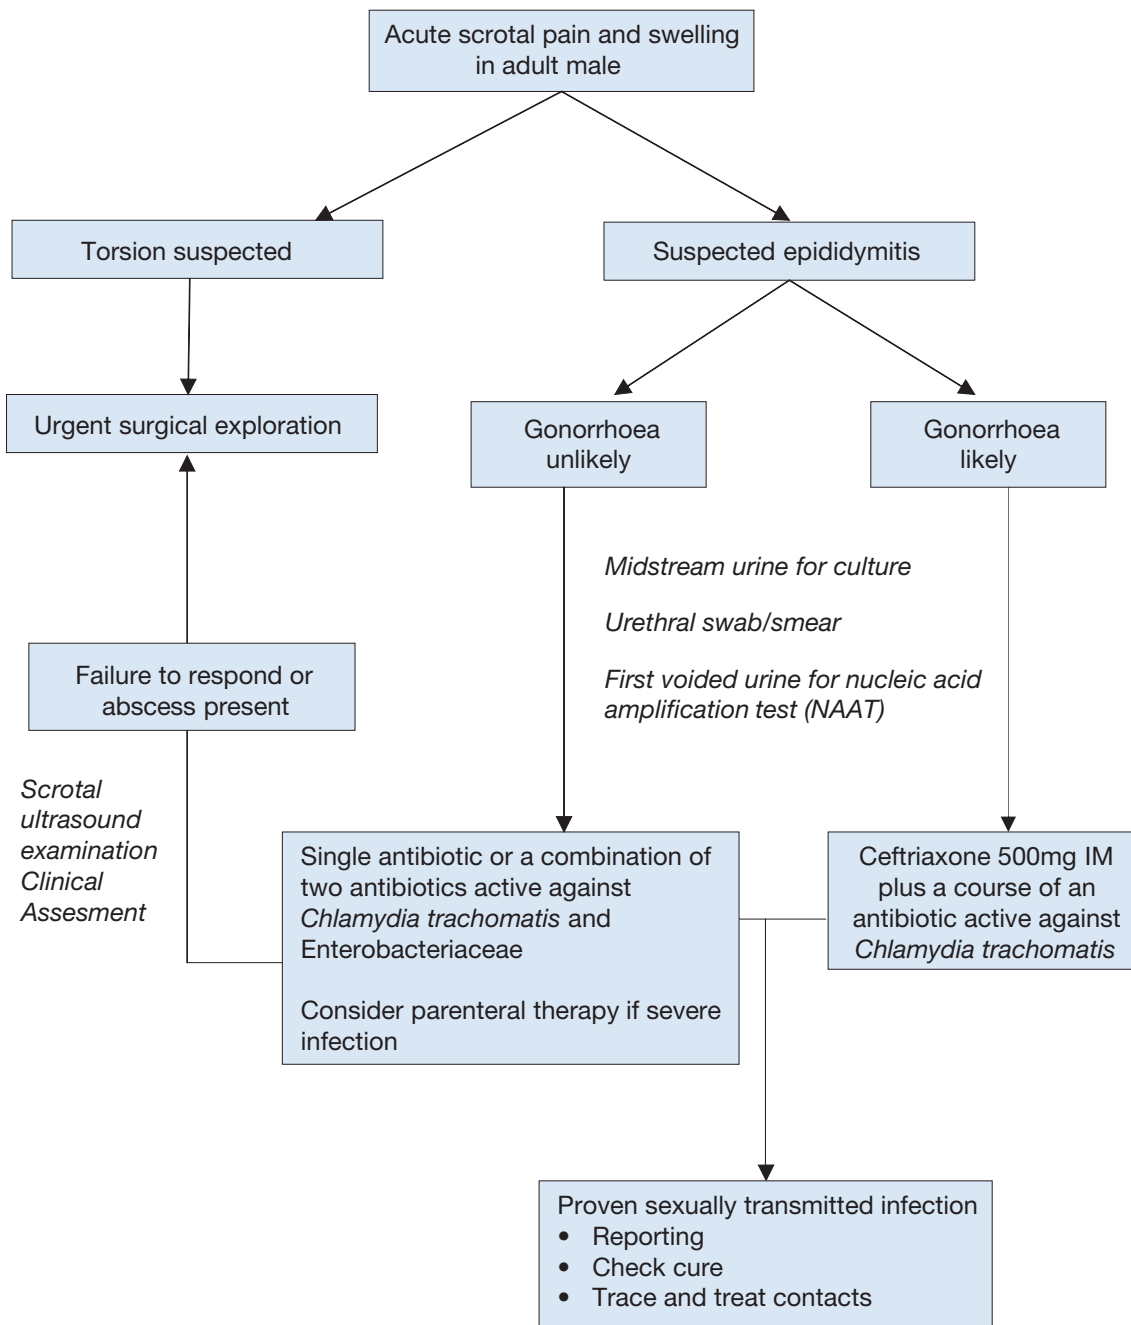 Acute scrotal pain and swelling
in adult male
Torsion suspected
Suspected epididymitis
Urgent surgical exploration
Gonorrhoea
unlikely
Gonorrhoea
likely
Midstream urine for culture
Urethral swab/smear
First voided urine for nucleic acid
amplification test (NAAT)
Failure to respond or
abscess present
Scrotal
ultrasound
examination
Clinical
Assesment
Single antibiotic or a combination of
two antibiotics active against
Chlamydia trachomatis and
Enterobacteriaceae
Consider parenteral therapy if severe
infection
Ceftriaxone 500mg IM
plus a course of an
antibiotic active against
Chlamydia trachomatis
Proven sexually transmitted infection
• Reporting
• Check cure
• Trace and treat contacts